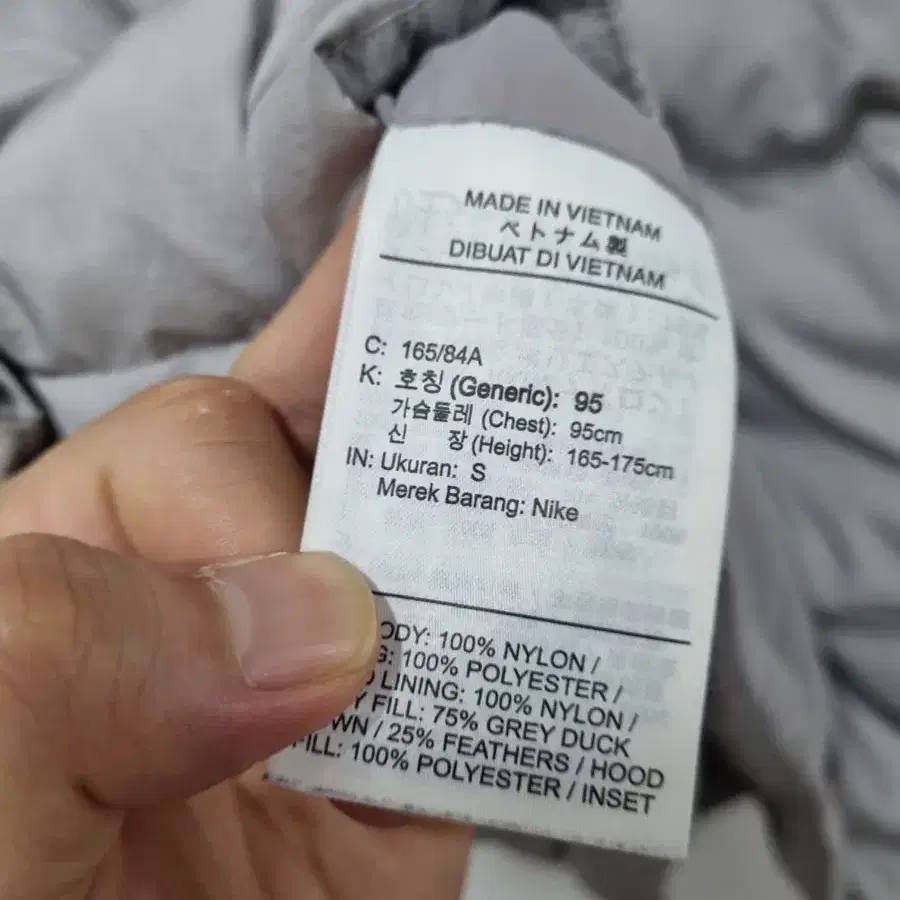 MADE IN VIETNAM
ベトナム製
DIBUAT DI VIETNAM
C: 165/84A
K: 호칭 (Generic): 95
가슴둘레 (Chest): 95cm
신 장 (Height): 165-175cm
IN: Ukuran: S
Merek Barang: Nike
ODY: 100% NYLON /
G: 100% POLYESTER /
LINING: 100% NYLON /
Y FILL: 75% GREY DUCK
WN / 25% FEATHERS / HOOD
FILL: 100% POLYESTER / INSET